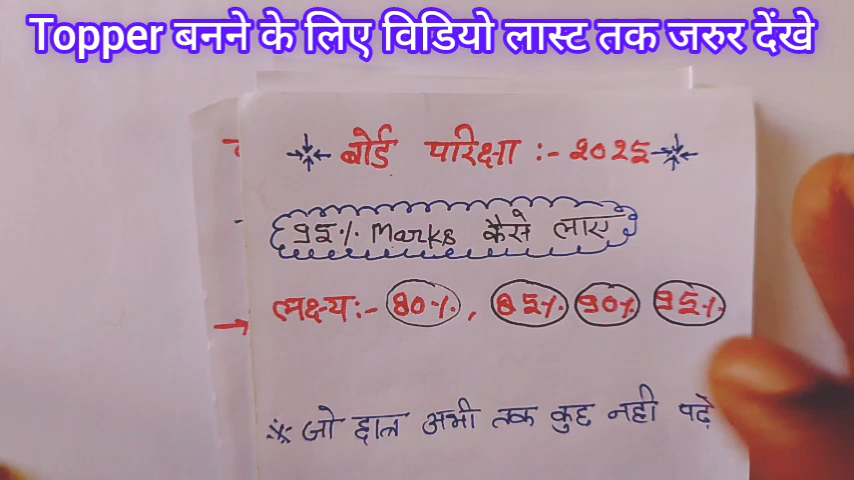 Topper बनने के लिए विडियो लास्ट तक जरुर देंखे
बोर्ड परिक्षा :- 2025
95% Marks कैसे लाए
लक्ष्य:- 80%, 85% 90% 95%
जो छात्र अभी तक कुछ नही पढ़े